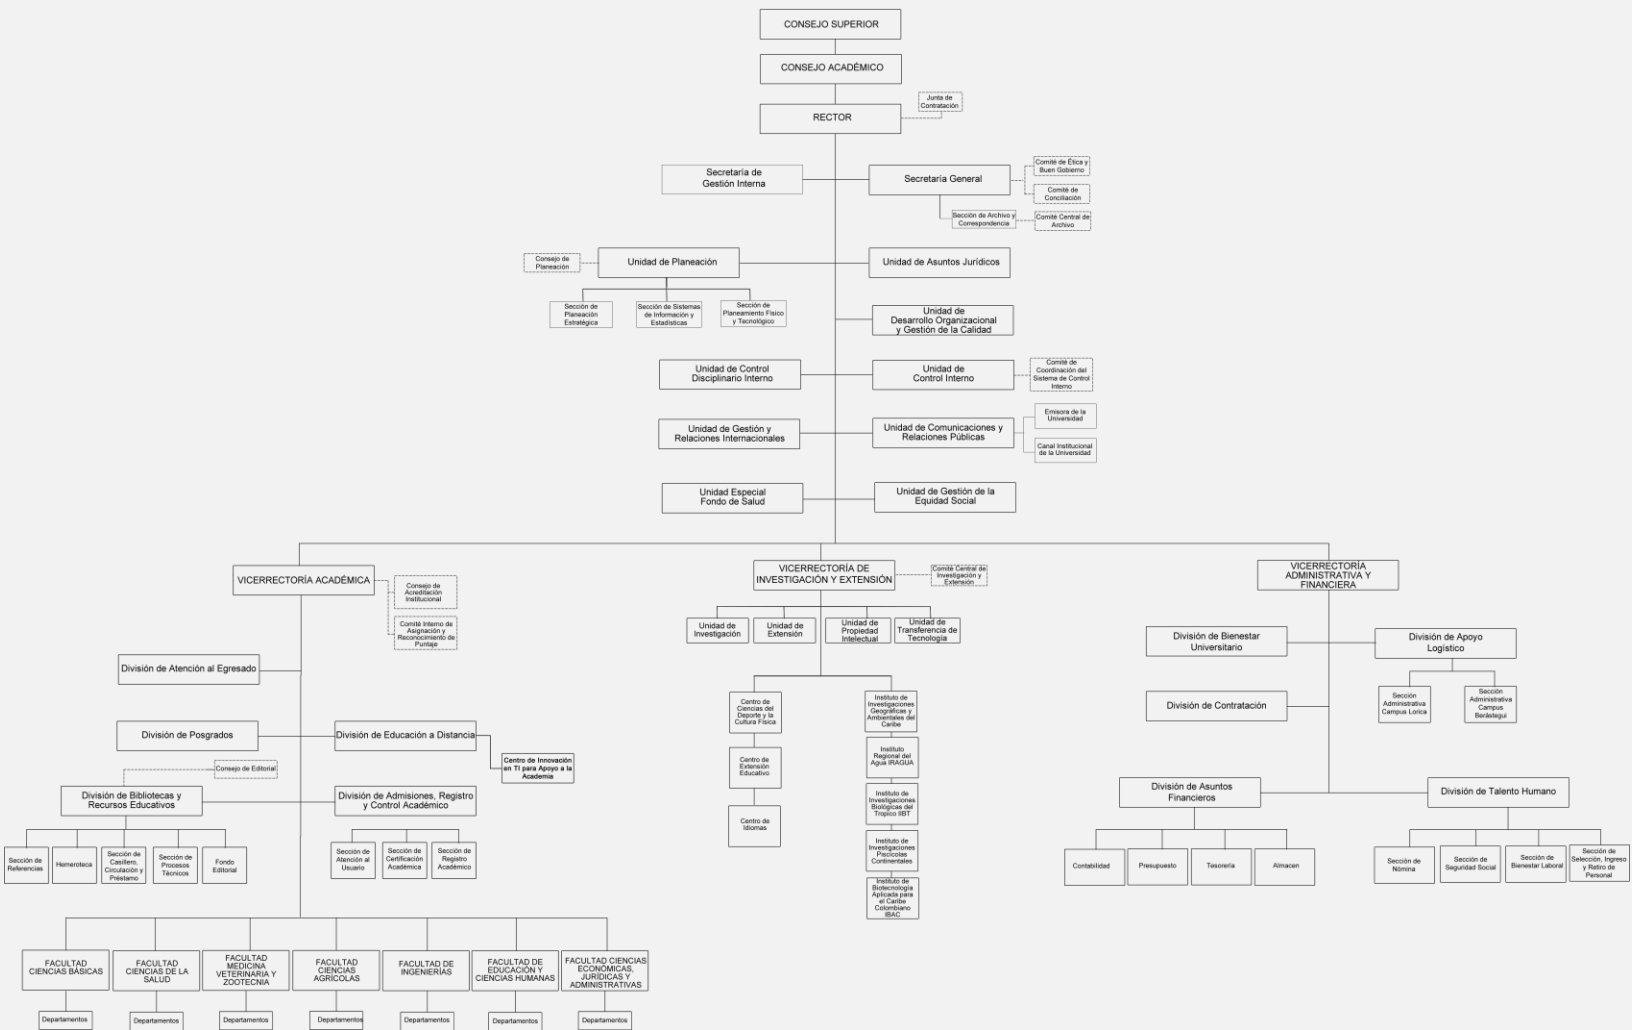 CONSEJO SUPERIOR
CONSEJO ACADÉMICO
RECTOR
Junta de
Contratación
Secretaría de
Gestión Interna
Secretaría General
Comité de Ética y
Buen Gobierno
Comité de
Conciliación
Sección de Archivo y
Correspondencia
Comité Central de
Archivo
Consejo de
Planeación
Unidad de Planeación
Unidad de Asuntos Jurídicos
Sección de
Planeación
Estratégica
Sección de Sistemas
de Información y
Estadísticas
Sección de
Planeamiento Físico
y Tecnológico
Unidad de
Desarrollo Organizacional
y Gestión de la Calidad
Unidad de Control
Disciplinario Interno
Unidad de
Control Interno
Comité de
Coordinación del
Sistema de Control
Interno
Unidad de Gestión y
Relaciones Internacionales
Unidad de Comunicaciones y
Relaciones Públicas
Emisora de la
Universidad
Canal Institucional
de la Universidad
Unidad Especial
Fondo de Salud
Unidad de Gestión de la
Equidad Social
VICERRECTORÍA ACADÉMICA
Consejo de
Acreditación
Institucional
Comité Interno de
Asignación y
Reconocimiento de
Puntaje
VICERRECTORÍA DE
INVESTIGACIÓN Y EXTENSIÓN
Comité Central de
Investigación y
Extensión
VICERRECTORÍA
ADMINISTRATIVA Y
FINANCIERA
Unidad de
Investigación
Unidad de
Extensión
Unidad de
Propiedad
Intelectual
Unidad de
Transferencia de
Tecnología
División de Atención al Egresado
División de Posgrados
División de Educación a Distancia
Centro de Innovación
en TI para Apoyo a la
Academia
Consejo de Editorial
División de Bibliotecas y
Recursos Educativos
División de Admisiones, Registro
y Control Académico
Sección de
Referencias
Hemeroteca
Sección de
Casillero,
Circulación y
Préstamo
Sección de
Procesos
Técnicos
Fondo
Editorial
Sección de
Atención al
Usuario
Sección de
Certificación
Académica
Sección de
Registro
Académico
Centro de
Ciencias del
Deporte y la
Cultura Física
Centro de
Extensión
Educativo
Centro de
Idiomas
Instituto de
Investigaciones
Geográficas y
Ambientales del
Caribe
Instituto
Regional del
Agua IRAGUA
Instituto de
Investigaciones
Biológicas del
Tropico IIBT
Instituto de
Investigaciones
Piscícolas
Continentales
Instituto de
Biotecnología
Aplicada para
el Caribe
Colombiano
IBAC
División de Bienestar
Universitario
División de Apoyo
Logístico
Sección
Administrativa
Campus Lorica
Sección
Administrativa
Campus
Berástegui
División de Contratación
División de Asuntos
Financieros
División de Talento Humano
Contabilidad
Presupuesto
Tesorería
Almacen
Sección de
Nómina
Sección de
Seguridad Social
Sección de
Bienestar Laboral
Sección de
Selección, Ingreso
y Retiro de
Personal
FACULTAD
CIENCIAS BÁSICAS
FACULTAD
CIENCIAS DE LA
SALUD
FACULTAD
MEDICINA
VETERINARIA Y
ZOOTECNIA
FACULTAD
CIENCIAS
AGRÍCOLAS
FACULTAD DE
INGENIERÍAS
FACULTAD DE
EDUCACIÓN Y
CIENCIAS HUMANAS
FACULTAD CIENCIAS
ECONÓMICAS,
JURÍDICAS Y
ADMINISTRATIVAS
Departamentos
Departamentos
Departamentos
Departamentos
Departamentos
Departamentos
Departamentos